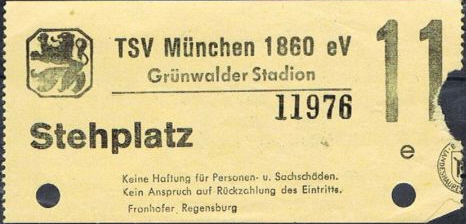 TSV München 1860 eV
Grünwalder Stadion
11
11976
Stehplatz
e
Keine Haftung für Personen- u. Sachschäden.
Kein Anspruch auf Rückzahlung des Eintritts.
Fronhofer, Regensburg